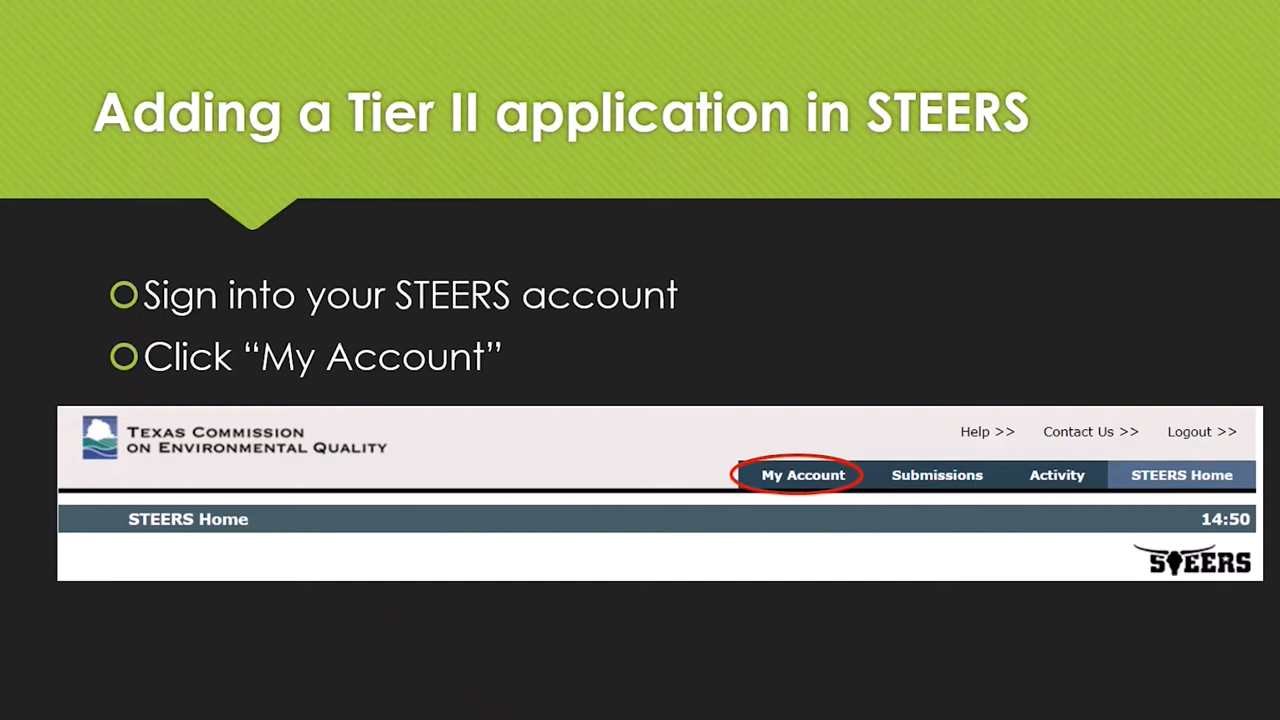 Adding a Tier II application in STEERS
Sign into your STEERS account
Click “My Account”
TEXAS COMMISSION
ON ENVIRONMENTAL QUALITY
Help >> Contact Us >> Logout >>
My Account Submissions Activity STEERS Home
STEERS Home 14:50
STEERS